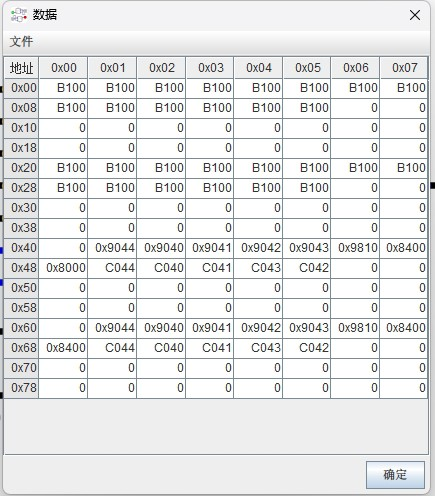 数据
文件
地址 0x00 0x01 0x02 0x03 0x04 0x05 0x06 0x07
0x00 B100 B100 B100 B100 B100 B100 B100 B100
0x08 B100 B100 B100 B100 B100 B100 0 0
0x10 0 0 0 0 0 0 0 0
0x18 0 0 0 0 0 0 0 0
0x20 B100 B100 B100 B100 B100 B100 B100 B100
0x28 B100 B100 B100 B100 B100 B100 0 0
0x30 0 0 0 0 0 0 0 0
0x38 0 0 0 0 0 0 0 0
0x40 0 0x9044 0x9040 0x9041 0x9042 0x9043 0x9810 0x8400
0x48 0x8000 C044 C040 C041 C043 C042 0 0
0x50 0 0 0 0 0 0 0 0
0x58 0 0 0 0 0 0 0 0
0x60 0 0x9044 0x9040 0x9041 0x9042 0x9043 0x9810 0x8400
0x68 0x8400 C044 C040 C041 C043 C042 0 0
0x70 0 0 0 0 0 0 0 0
0x78 0 0 0 0 0 0 0 0
确定